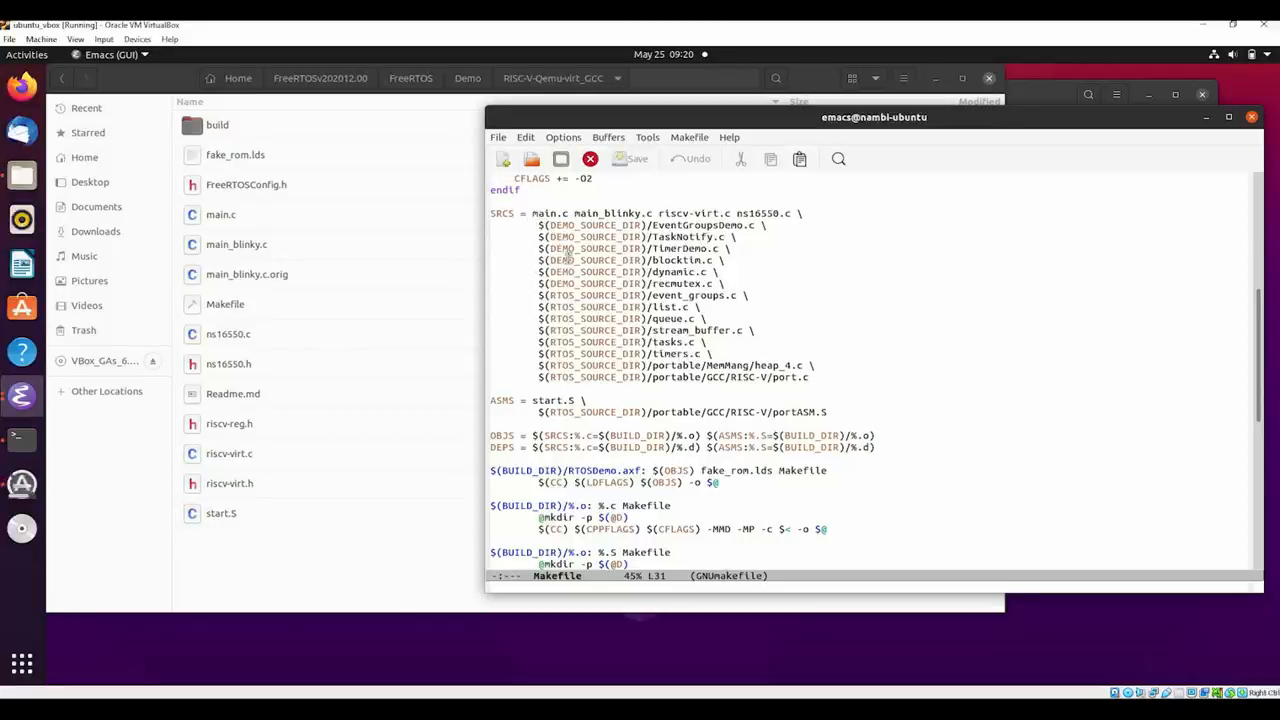 ubuntu_vbox [Running] - Oracle VM VirtualBox
File Machine View Input Devices Help
Activities Emacs (GUI) May 25 09:20
Home FreeRTOSv202012.00 FreeRTOS Demo RISC-V-Qemu-virt_GCC
Name Size Modified
Recent
Starred
Home
Desktop
Documents
Downloads
Music
Pictures
Videos
Trash
VBox_GAs_6....
Other Locations
build
fake_rom.lds
FreeRTOSConfig.h
main.c
main_blinky.c
main_blinky.c.orig
Makefile
ns16550.c
ns16550.h
Readme.md
riscv-reg.h
riscv-virt.c
riscv-virt.h
start.S
emacs@nambi-ubuntu
File Edit Options Buffers Tools Makefile Help
Save Undo
CFLAGS += -O2
endif
SRCS = main.c main_blinky.c riscv-virt.c ns16550.c \
$(DEMO_SOURCE_DIR)/EventGroupsDemo.c \
$(DEMO_SOURCE_DIR)/TaskNotify.c \
$(DEMO_SOURCE_DIR)/TimerDemo.c \
$(DEMO_SOURCE_DIR)/blocktim.c \
$(DEMO_SOURCE_DIR)/dynamic.c \
$(DEMO_SOURCE_DIR)/recmutex.c \
$(RTOS_SOURCE_DIR)/event_groups.c \
$(RTOS_SOURCE_DIR)/list.c \
$(RTOS_SOURCE_DIR)/queue.c \
$(RTOS_SOURCE_DIR)/stream_buffer.c \
$(RTOS_SOURCE_DIR)/tasks.c \
$(RTOS_SOURCE_DIR)/timers.c \
$(RTOS_SOURCE_DIR)/portable/MemMang/heap_4.c \
$(RTOS_SOURCE_DIR)/portable/GCC/RISC-V/port.c
ASMS = start.S \
$(RTOS_SOURCE_DIR)/portable/GCC/RISC-V/portASM.S
OBJS = $(SRCS:%.c=$(BUILD_DIR)/%.o) $(ASMS:%.S=$(BUILD_DIR)/%.o)
DEPS = $(SRCS:%.c=$(BUILD_DIR)/%.d) $(ASMS:%.S=$(BUILD_DIR)/%.d)
$(BUILD_DIR)/RTOSDemo.axf: $(OBJS) fake_rom.lds Makefile
$(CC) $(LDFLAGS) $(OBJS) -o $@
$(BUILD_DIR)/%.o: %.c Makefile
@mkdir -p $(@D)
$(CC) $(CPPFLAGS) $(CFLAGS) -MMD -MP -c $< -o $@
$(BUILD_DIR)/%.o: %.S Makefile
@mkdir -p $(@D)
-:--- Makefile 45% L31 (GNUmakefile)
Right Ctrl